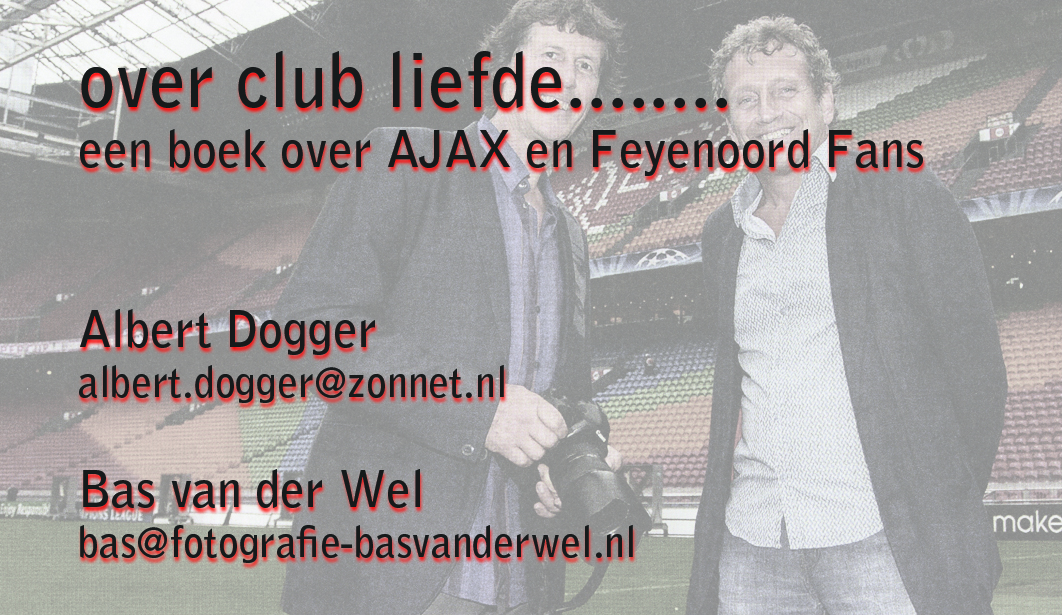 over club liefde........
een boek over AJAX en Feyenoord Fans
Albert Dogger
albert.dogger@zonnet.nl
Bas van der Wel
bas@fotografie-basvanderwel.nl
make